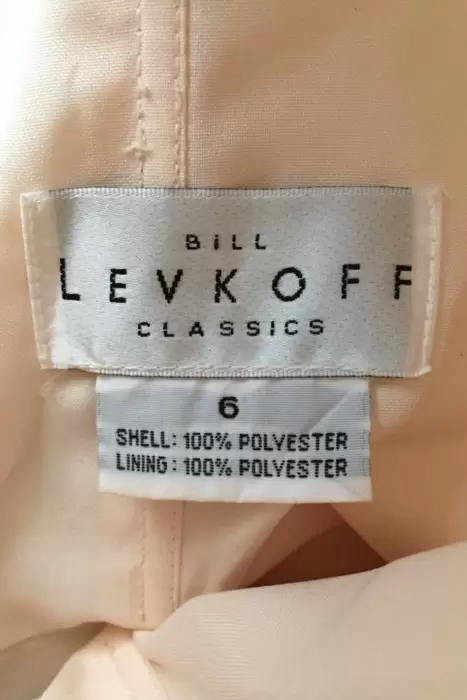 BiLL
LEVKOFF
CLASSICS
6
SHELL: 100% POLYESTER
LINING: 100% POLYESTER